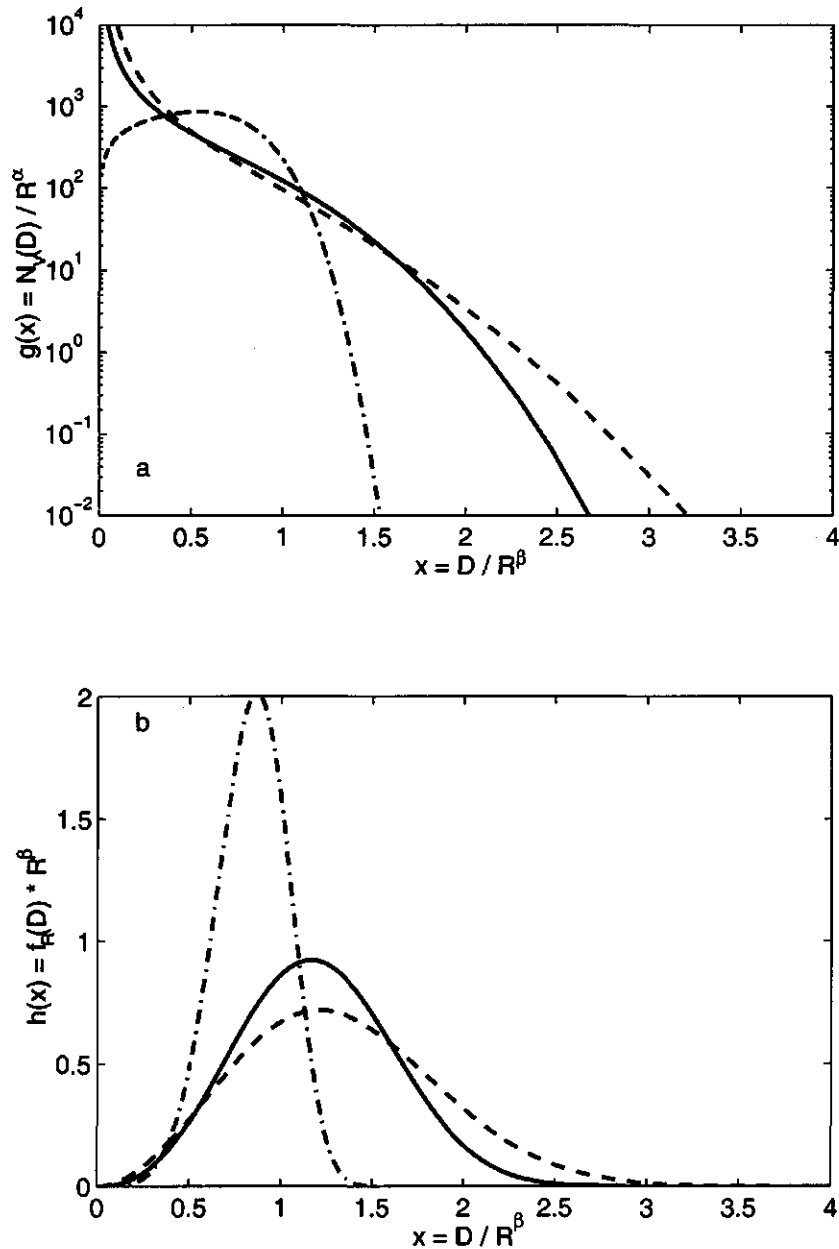 10^4
10^3
10^2
10^1
10^0
10^-1
10^-2
g(x) = N_V(D) / R^α
a
0 0.5 1 1.5 2 2.5 3 3.5 4
x = D / R^β
2
1.5
1
0.5
0
h(x) = f_R(D) * R^β
b
0 0.5 1 1.5 2 2.5 3 3.5 4
x = D / R^β